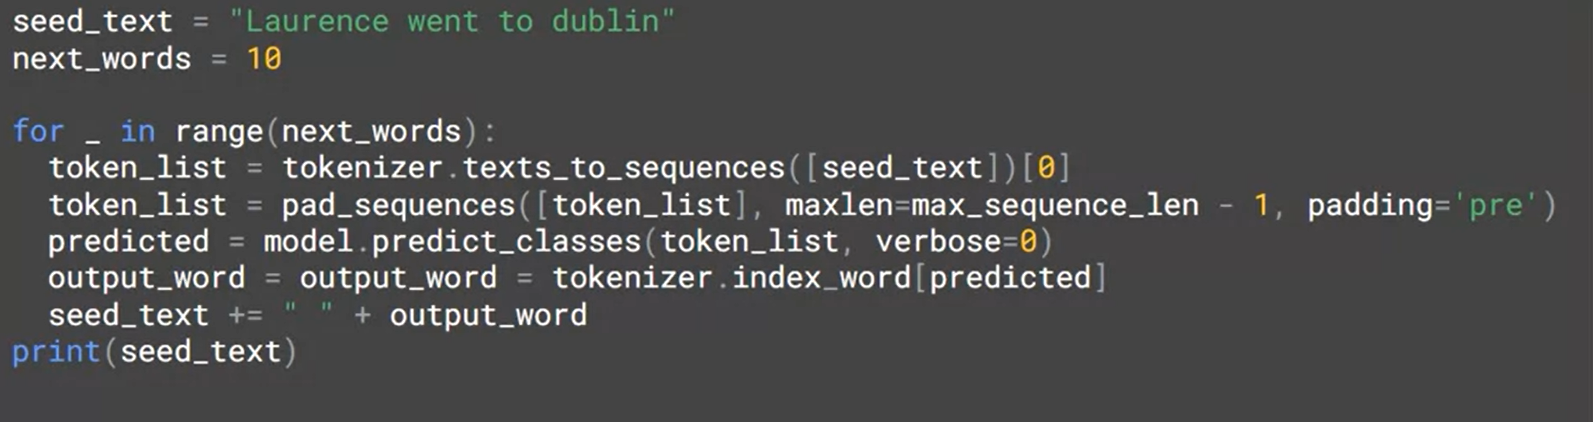 seed_text = "Laurence went to dublin"
next_words = 10

for _ in range(next_words):
  token_list = tokenizer.texts_to_sequences([seed_text])[0]
  token_list = pad_sequences([token_list], maxlen=max_sequence_len - 1, padding='pre')
  predicted = model.predict_classes(token_list, verbose=0)
  output_word = output_word = tokenizer.index_word[predicted]
  seed_text += " " + output_word
print(seed_text)